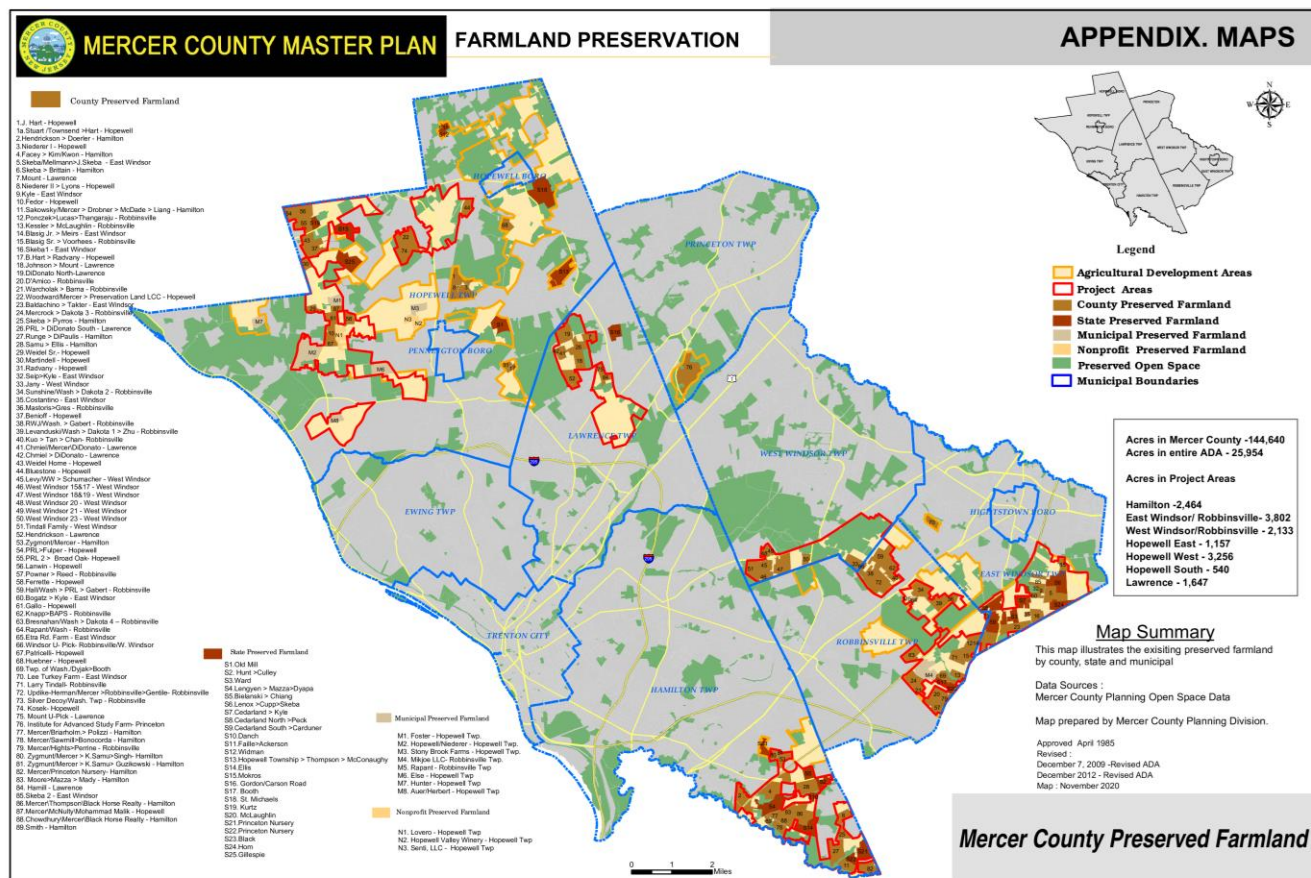 MERCER COUNTY MASTER PLAN
FARMLAND PRESERVATION
APPENDIX. MAPS
County Preserved Farmland
1.J. Hart - Hopewell
1a.Stuart /Townsend >Hart - Hopewell
2.Hendrickson > Doerler - Hamilton
3.Niederer I - Hopewell
4.Facey > Kim/Kwon - Hamilton
5.Skeba/Mellmann>J.Skeba - East Windsor
6.Skeba > Brittain - Hamilton
7.Mount - Lawrence
8.Niederer II > Lyons - Hopewell
9.Kyle - East Windsor
10.Fedor - Hopewell
11.Sakowsky/Mercer > Drobner > McDade > Liang - Hamilton
12.Ponczek>Lucas>Thangaraju - Robbinsville
13.Kessler > McLaughlin - Robbinsville
14.Blasig Jr. > Meirs - East Windsor
15.Blasig Sr. > Voorhees - Robbinsville
16.Skeba1 - East Windsor
17.B.Hart > Radvany - Hopewell
18.Johnson > Mount - Lawrence
19.DiDonato North-Lawrence
20.D'Amico - Robbinsville
21.Warcholak > Bama - Robbinsville
22.Woodward/Mercer > Preservation Land LCC - Hopewell
23.Baldachino > Takter - East Windsor
24.Mercrock > Dakota 3 - Robbinsville
25.Skeba > Pyrros - Hamilton
26.PRL > DiDonato South - Lawrence
27.Runge > DiPaulis - Hamilton
28.Samu > Ellis - Hamilton
29.Weidel Sr.- Hopewell
30.Martindell - Hopewell
31.Radvany - Hopewell
32.Seip>Kyle - East Windsor
33.Jany - West Windsor
34.Sunshine/Wash > Dakota 2 - Robbinsville
35.Costantino - East Windsor
36.Mastoris>Gres - Robbinsville
37.Benioff - Hopewell
38.RWJ/Wash. > Gabert - Robbinsville
39.Levanduski/Wash > Dakota 1 > Zhu - Robbinsville
40.Kuo > Tan > Chan- Robbinsville
41.Chmiel/Mercer\DiDonato - Lawrence
42.Chmiel > DiDonato - Lawrence
43.Weidel Home - Hopewell
44.Bluestone - Hopewell
45.Levy/WW > Schumacher - West Windsor
46.West Windsor 15&17 - West Windsor
47.West Windsor 18&19 - West Windsor
48.West Windsor 20 - West Windsor
49.West Windsor 21 - West Windsor
50.West Windsor 23 - West Windsor
51.Tindall Family - West Windsor
52.Hendrickson - Lawrence
53.Zygmont/Mercer - Hamilton
54.PRL>Fulper - Hopewell
55.PRL 2 > Broad Oak- Hopewell
56.Lanwin - Hopewell
57.Powner > Reed - Robbinsville
58.Ferrette - Hopewell
59.Hall/Wash > PRL > Gabert - Robbinsville
60.Bogatz > Kyle - East Windsor
61.Gallo - Hopewell
62.Knapp>BAPS - Robbinsville
63.Bresnahan/Wash > Dakota 4 – Robbinsville
64.Rapant/Wash - Robbinsville
65.Etra Rd. Farm - East Windsor
66.Windsor U- Pick- Robbinsville/W. Windsor
67.Patricelli- Hopewell
68.Huebner - Hopewell
69.Twp. of Wash./Dyjak>Booth
70. Lee Turkey Farm - East Windsor
71. Larry Tindall- Robbinsville
72. Updike-Herman/Mercer >Robbinsville>Gentile- Robbinsville
73. Silver Decoy/Wash. Twp - Robbinsville
74. Kosek- Hopewell
75. Mount U-Pick - Lawrence
76. Institute for Advanced Study Farm- Princeton
77. Mercer/Briarholm > Polizzi - Hamilton
78. Mercer/Sawmill>Bonocorda - Hamilton
79. Mercer/Hights>Perrine - Robbinsville
80. Zygmont/Mercer > K.Samu>Singh- Hamilton
81. Zygmont/Mercer > K.Samu> Guzikowski - Hamilton
82. Mercer/Princeton Nursery- Hamilton
83. Moore>Mazza > Mady - Hamilton
84. Hamill - Lawrence
85.Skeba 2 - East Windsor
86.Mercer\Thompson\Black Horse Realty - Hamilton
87.Mercer\McNulty\Mohammad Malik - Hopewell
88.Chowdhury\Mercer\Black Horse Realty - Hamilton
89.Smith - Hamilton
State Preserved Farmland
S1.Old Mill
S2. Hunt >Culley
S3.Ward
S4.Lengyen > Mazza>Dyapa
S5.Bielanski > Chiang
S6.Lenox >Cupp>Skeba
S7.Cedarland > Kyle
S8.Cedarland North >Peck
S9.Cedarland South >Carduner
S10.Danch
S11.Faille>Ackerson
S12.Widman
S13.Hopewell Township > Thompson > McConaughy
S14.Ellis
S15.Mokros
S16. Gordon/Carson Road
S17. Booth
S18. St. Michaels
S19. Kurtz
S20. McLaughlin
S21.Princeton Nursery
S22.Princeton Nursery
S23.Black
S24.Hom
S25.Gillespie
Municipal Preserved Farmland
M1. Foster - Hopewell Twp.
M2. Hopewell/Niederer - Hopewell Twp.
M3. Stony Brook Farms - Hopewell Twp.
M4. Mikjoe LLC- Robbinsville Twp.
M5. Rapant - Robbinsville Twp
M6. Else - Hopewell Twp
M7. Hunter - Hopewell Twp
M8. Auer/Herbert - Hopewell Twp
Nonprofit Preserved Farmland
N1. Lovero - Hopewell Twp
N2. Hopewell Valley Winery - Hopewell Twp
N3. Senti, LLC - Hopewell Twp
HOPEWELL BORO
PRINCETON TWP
HOPEWELL TWP
PENNINGTON BORO
LAWRENCE TWP
WEST WINDSOR TWP
EWING TWP
HIGHTSTOWN BORO
EAST WINDSOR TWP
ROBBINSVILLE TWP
TRENTON CITY
HAMILTON TWP
0 1 2
Miles
N
W E
S
Legend
Agricultural Development Areas
Project Areas
County Preserved Farmland
State Preserved Farmland
Municipal Preserved Farmland
Nonprofit Preserved Farmland
Preserved Open Space
Municipal Boundaries
Acres in Mercer County -144,640
Acres in entire ADA - 25,954
Acres in Project Areas
Hamilton -2,464
East Windsor/ Robbinsville- 3,802
West Windsor/Robbinsville - 2,133
Hopewell East - 1,157
Hopewell West - 3,256
Hopewell South - 540
Lawrence - 1,647
Map Summary
This map illustrates the exisiting preserved farmland
by county, state and municipal
Data Sources :
Mercer County Planning Open Space Data
Map prepared by Mercer County Planning Division.
Approved April 1985
Revised :
December 7, 2009 -Revised ADA
December 2012 - Revised ADA
Map : November 2020
Mercer County Preserved Farmland